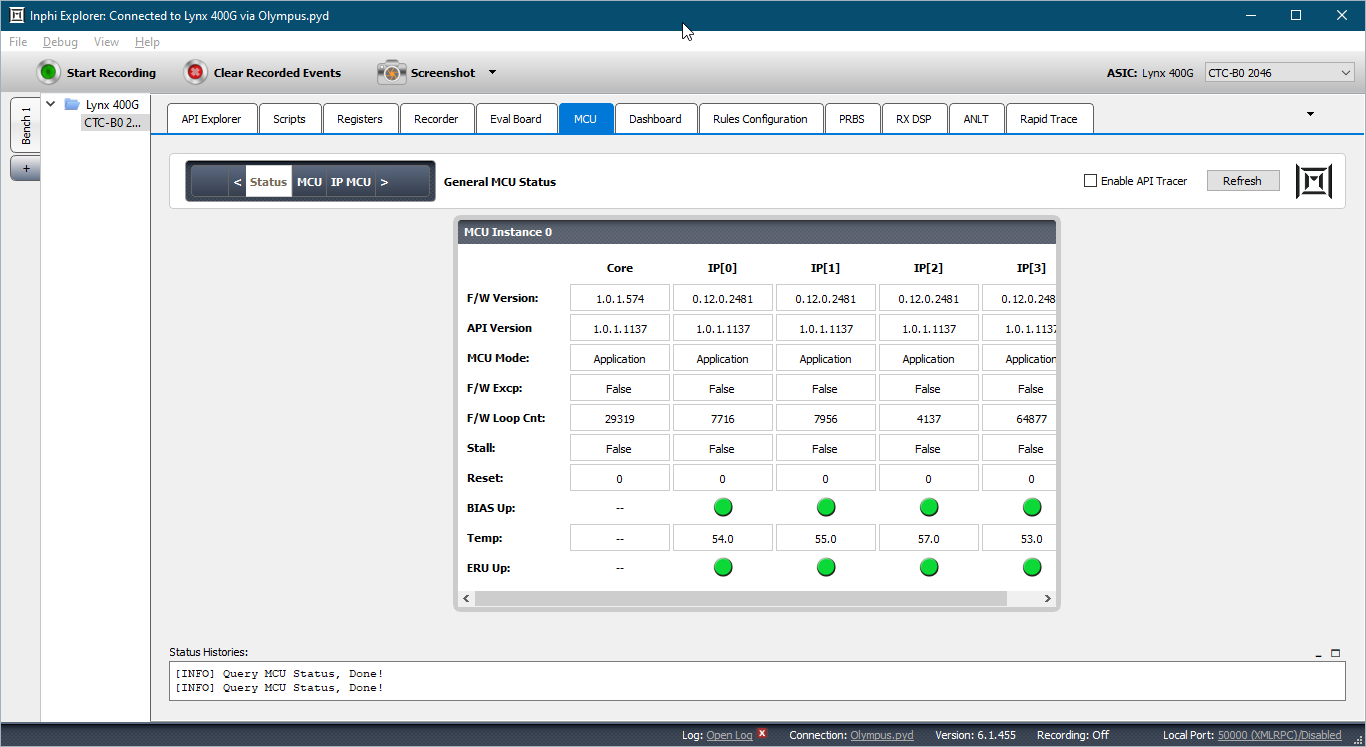 Inphi Explorer: Connected to Lynx 400G via Olympus.pyd
File Debug View Help
Start Recording Clear Recorded Events Screenshot ASIC: Lynx 400G CTC-B0 2046
Bench 1
+
Lynx 400G
CTC-B0 2...
API Explorer Scripts Registers Recorder Eval Board MCU Dashboard Rules Configuration PRBS RX DSP ANLT Rapid Trace
< Status MCU IP MCU > General MCU Status Enable API Tracer Refresh
MCU Instance 0
Core IP[0] IP[1] IP[2] IP[3]
F/W Version: 1.0.1.574 0.12.0.2481 0.12.0.2481 0.12.0.2481 0.12.0.248
API Version 1.0.1.1137 1.0.1.1137 1.0.1.1137 1.0.1.1137 1.0.1.1137
MCU Mode: Application Application Application Application Application
F/W Excp: False False False False False
F/W Loop Cnt: 29319 7716 7956 4137 64877
Stall: False False False False False
Reset: 0 0 0 0 0
BIAS Up: --
Temp: -- 54.0 55.0 57.0 53.0
ERU Up: --
< >
Status Histories:
[INFO] Query MCU Status, Done!
[INFO] Query MCU Status, Done!
Log: Open Log x Connection: Olympus.pyd Version: 6.1.455 Recording: Off Local Port: 50000 (XMLRPC)/Disabled